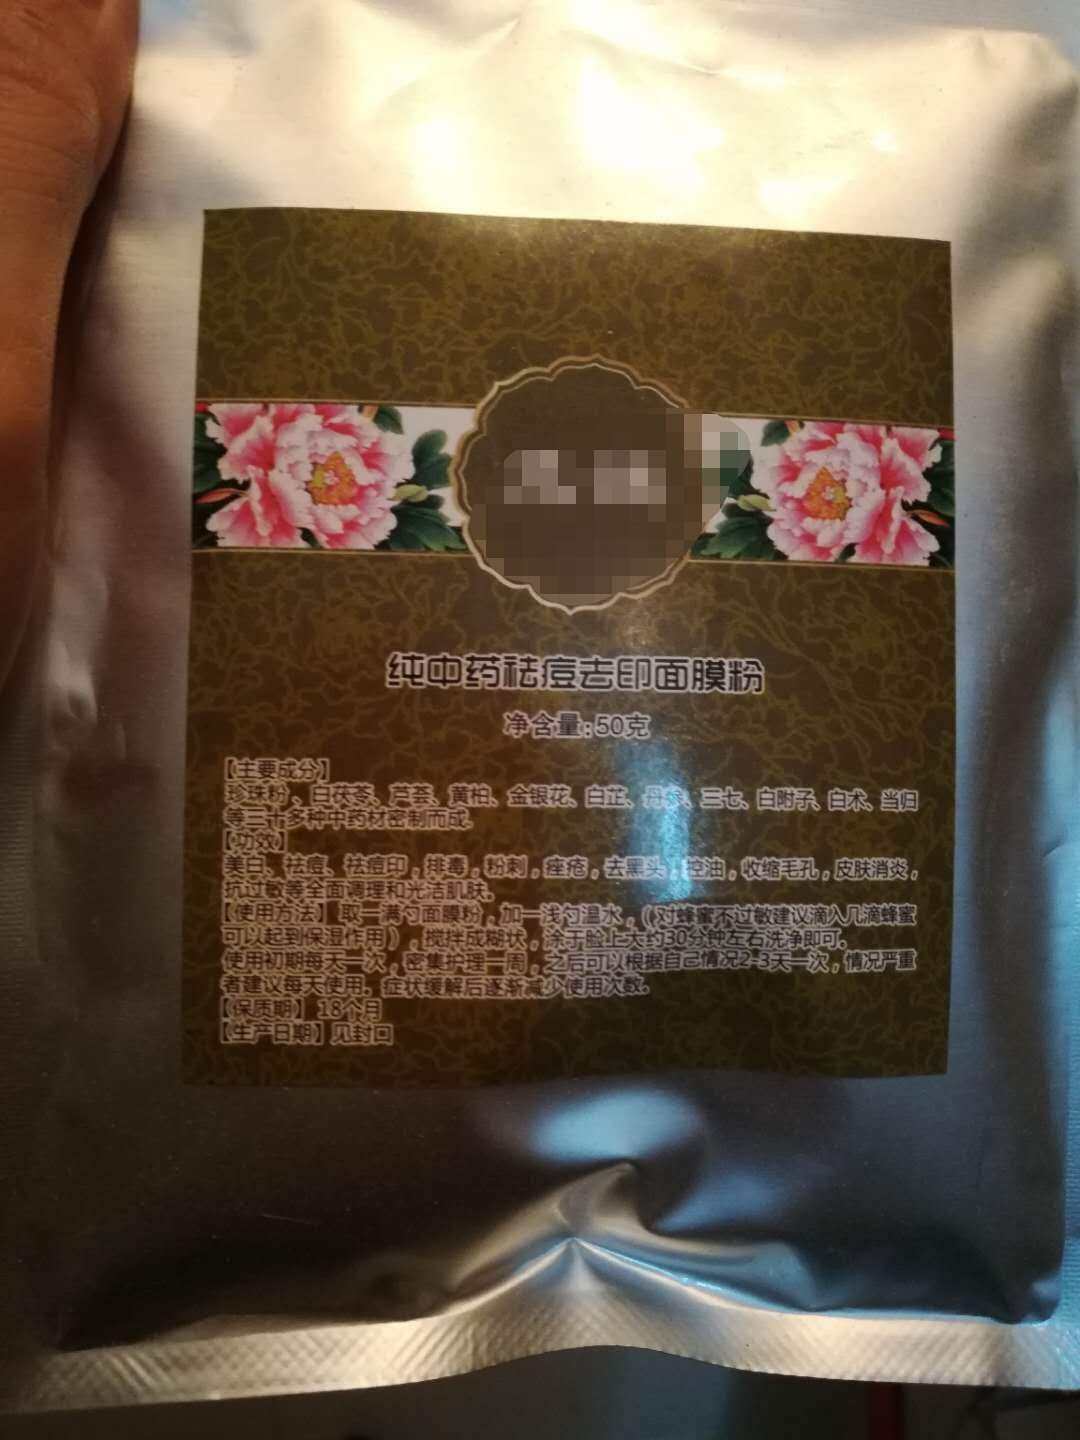 纯中药祛痘去印面膜粉
净含量:50克
【主要成分】
珍珠粉、白茯苓、芦荟、黄柏、金银花、白芷、丹参、三七、白附子、白术、当归
等三十多种中药材密制而成。
【功效】
美白、祛痘、祛痘印，排毒，粉刺，痤疮，去黑头，控油，收缩毛孔，皮肤消炎，
抗过敏等全面调理和光洁肌肤。
【使用方法】取一满勺面膜粉，加一浅勺温水，(（对蜂蜜不过敏建议滴入几滴蜂蜜
可以起到保湿作用），搅拌成糊状，涂于脸上大约30分钟左右洗净即可。
使用初期每天一次，密集护理一周，之后可以根据自己情况2-3天一次，情况严重
者建议每天使用。症状缓解后逐渐减少使用次数。
【保质期】 18个月
【生产日期】见封口